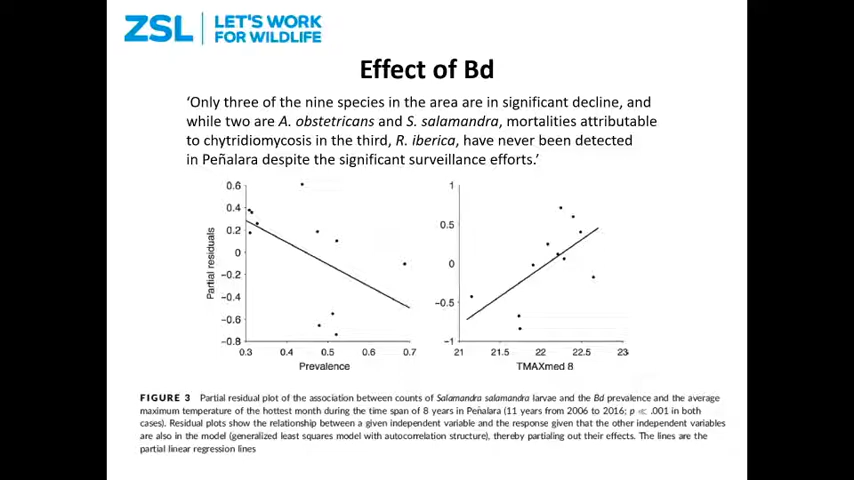 ZSL LET'S WORK
FOR WILDLIFE
Effect of Bd
‘Only three of the nine species in the area are in significant decline, and
while two are A. obstetricans and S. salamandra, mortalities attributable
to chytridiomycosis in the third, R. iberica, have never been detected
in Peñalara despite the significant surveillance efforts.’
0.6
0.4
0.2
0
−0.2
−0.4
−0.6
−0.8
Partial residuals
0.3 0.4 0.5 0.6 0.7
Prevalence
1
0.5
0
−0.5
−1
21 21.5 22 22.5 23
TMAXmed 8
FIGURE 3 Partial residual plot of the association between counts of Salamandra salamandra larvae and the Bd prevalence and the average
maximum temperature of the hottest month during the time span of 8 years in Peñalara (11 years from 2006 to 2016; p ≪ .001 in both
cases). Residual plots show the relationship between a given independent variable and the response given that the other independent variables
are also in the model (generalized least squares model with autocorrelation structure), thereby partialing out their effects. The lines are the
partial linear regression lines